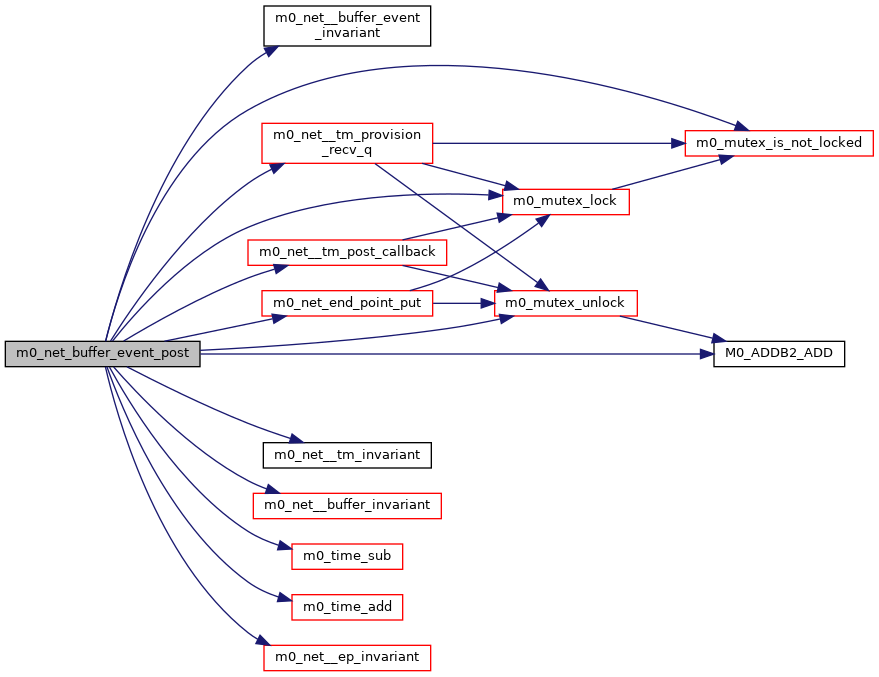 m0_net__buffer_event
_invariant
m0_net__tm_provision
_recv_q
m0_mutex_is_not_locked
m0_mutex_lock
m0_net__tm_post_callback
m0_net_end_point_put
m0_mutex_unlock
m0_net_buffer_event_post
M0_ADDB2_ADD
m0_net__tm_invariant
m0_net__buffer_invariant
m0_time_sub
m0_time_add
m0_net__ep_invariant